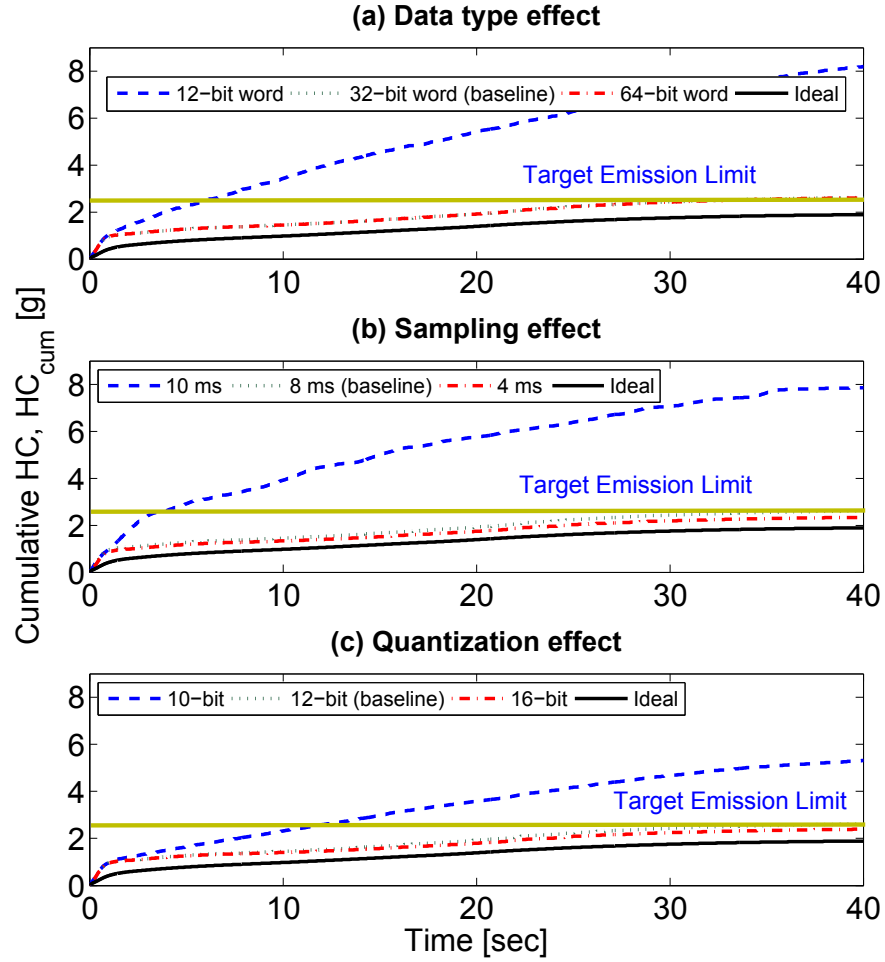 (a) Data type effect
8
6
4
2
0
12-bit word 32-bit word (baseline) 64-bit word Ideal
Target Emission Limit
0 10 20 30 40
(b) Sampling effect
8
6
4
2
0
10 ms 8 ms (baseline) 4 ms Ideal
Target Emission Limit
0 10 20 30 40
Cumulative HC, HCcum [g]
(c) Quantization effect
8
6
4
2
0
10-bit 12-bit (baseline) 16-bit Ideal
Target Emission Limit
0 10 20 30 40
Time [sec]